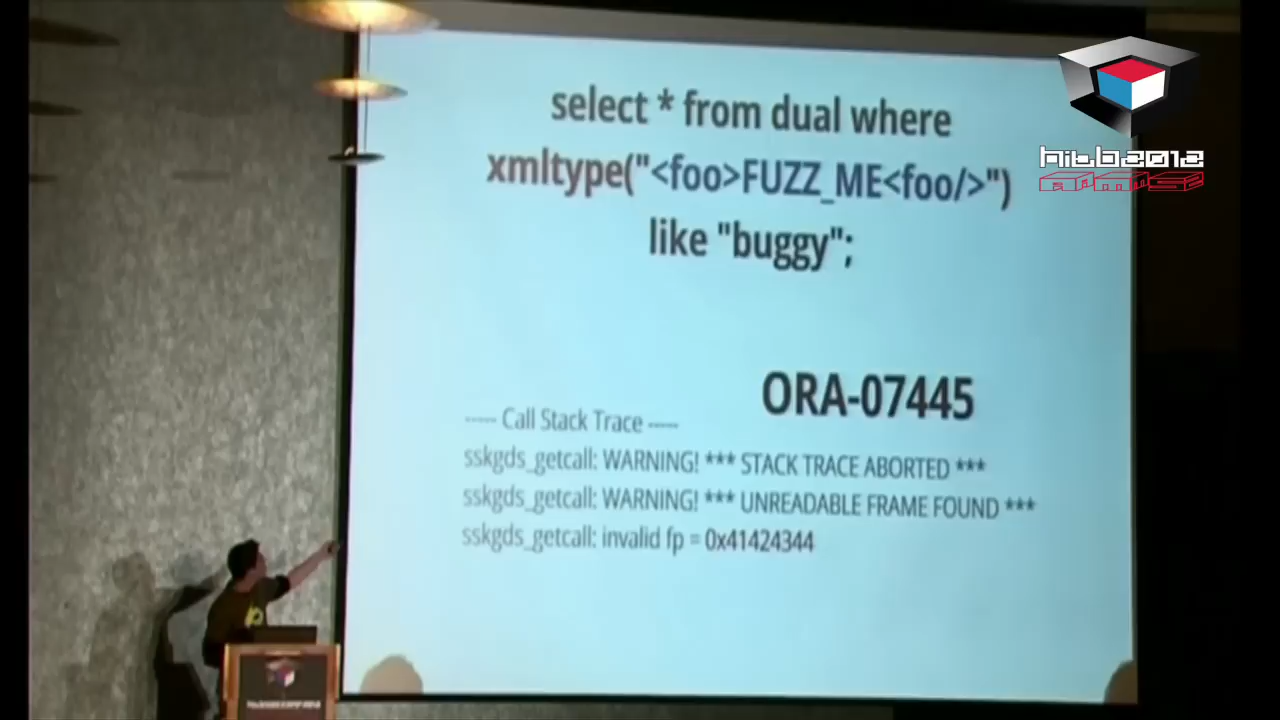 select * from dual where
xmltype("<foo>FUZZ_ME<foo/>")
like "buggy";
ORA-07445
----- Call Stack Trace -----
sskgds_getcall: WARNING! *** STACK TRACE ABORTED ***
sskgds_getcall: WARNING! *** UNREADABLE FRAME FOUND ***
sskgds_getcall: invalid fp = 0x41424344
HITB2012
AMS